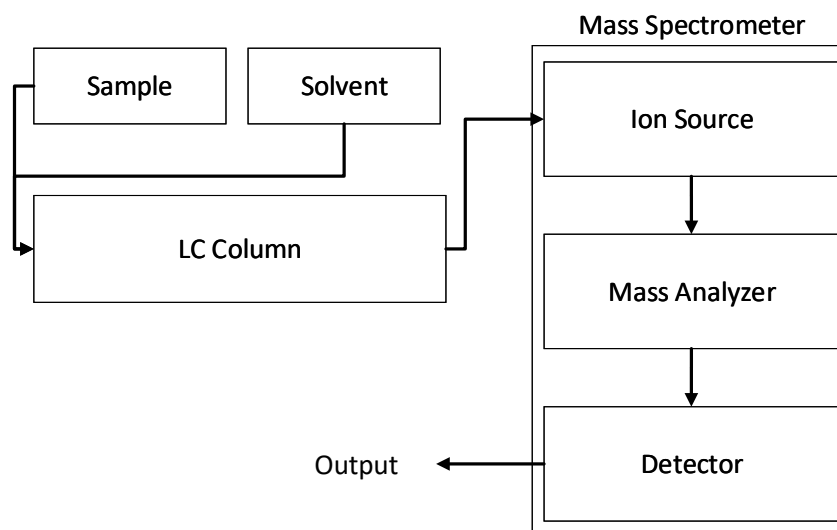 Mass Spectrometer
Sample
Solvent
Ion Source
LC Column
Mass Analyzer
Output
Detector